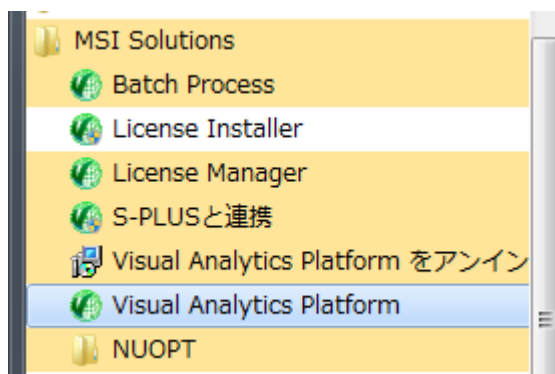 MSI Solutions
Batch Process
License Installer
License Manager
S-PLUSと連携
Visual Analytics Platform をアンイン
Visual Analytics Platform
NUOPT